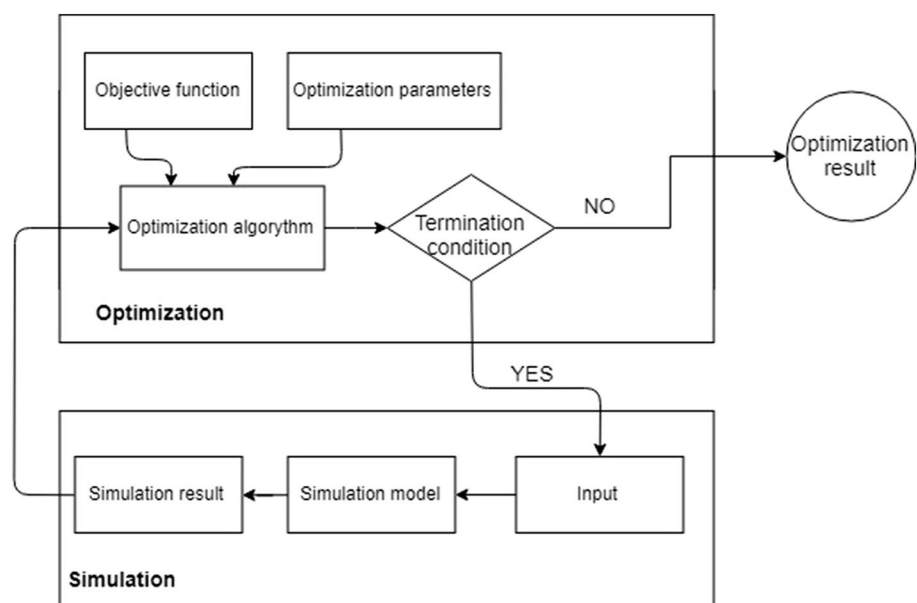 Objective function
Optimization parameters
Optimization
result
Optimization algorythm
Termination
condition
NO
Optimization
YES
Simulation result
Simulation model
Input
Simulation